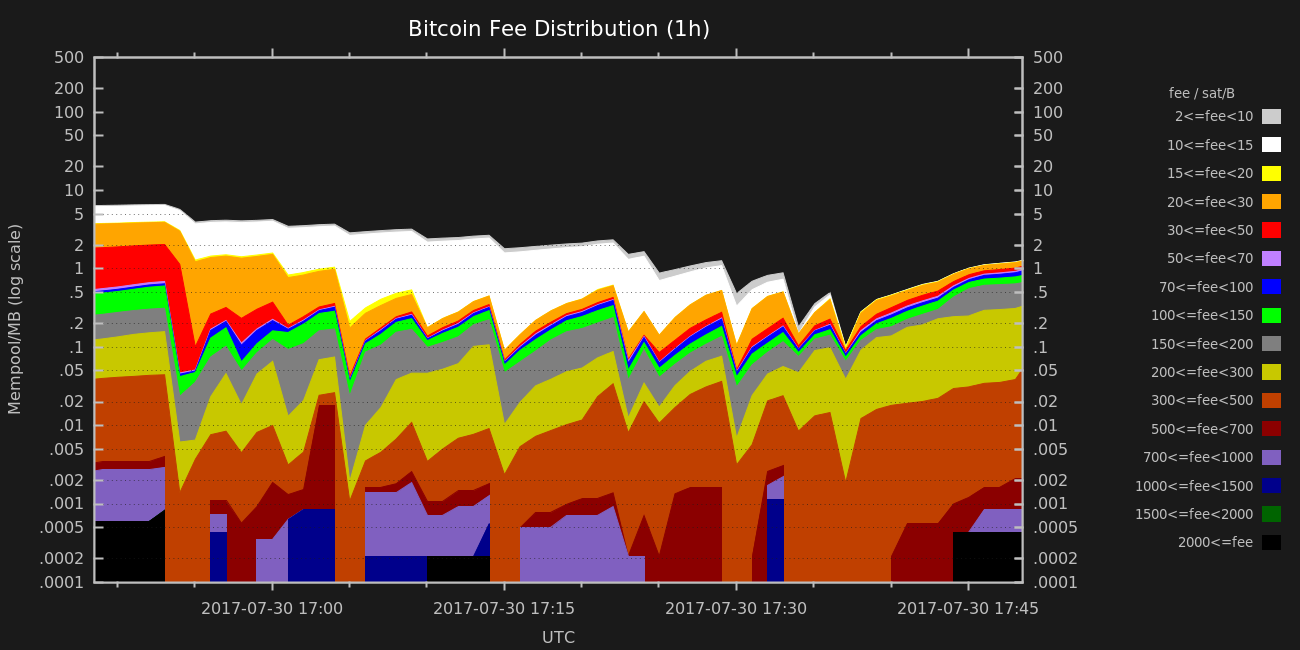 Bitcoin Fee Distribution (1h)
500 500
200 200
100 100
50 50
20 20
10 10
5 5
2 2
1 1
.5 .5
.2 .2
.1 .1
.05 .05
.02 .02
.01 .01
.005 .005
.002 .002
.001 .001
.0005 .0005
.0002 .0002
.0001 .0001
Mempool/MB (log scale)
2017-07-30 17:00 2017-07-30 17:15 2017-07-30 17:30 2017-07-30 17:45
UTC
fee / sat/B
2<=fee<10
10<=fee<15
15<=fee<20
20<=fee<30
30<=fee<50
50<=fee<70
70<=fee<100
100<=fee<150
150<=fee<200
200<=fee<300
300<=fee<500
500<=fee<700
700<=fee<1000
1000<=fee<1500
1500<=fee<2000
2000<=fee